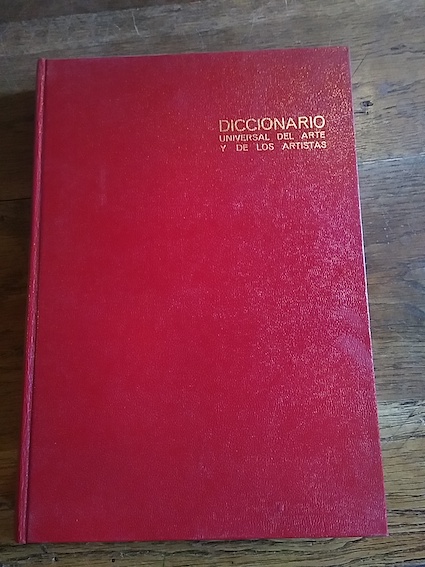 DICCIONARIO
UNIVERSAL DEL ARTE
Y DE LOS ARTISTAS